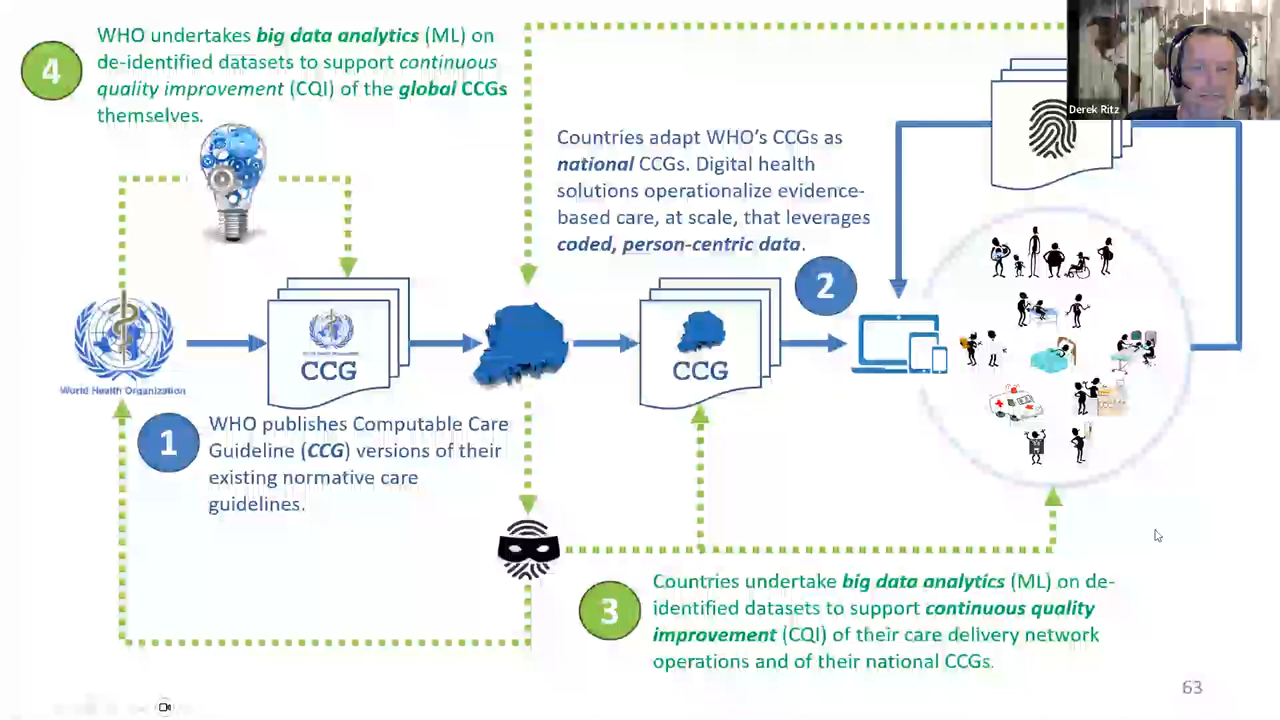 4
WHO undertakes big data analytics (ML) on
de-identified datasets to support continuous
quality improvement (CQI) of the global CCGs
themselves.
Derek Ritz
Countries adapt WHO's CCGs as
national CCGs. Digital health
solutions operationalize evidence-
based care, at scale, that leverages
coded, person-centric data.
2
World Health Organization
CCG
CCG
1
WHO publishes Computable Care
Guideline (CCG) versions of their
existing normative care
guidelines.
3
Countries undertake big data analytics (ML) on de-
identified datasets to support continuous quality
improvement (CQI) of their care delivery network
operations and of their national CCGs.
63